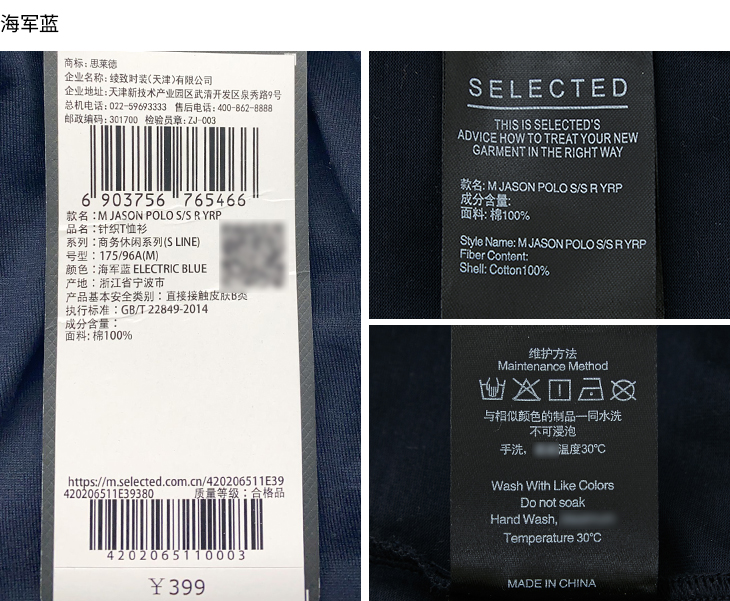 海军蓝
商标: 思莱德
企业名称: 绫致时装(天津)有限公司
企业地址: 天津新技术产业园区武清开发区泉秀路9号
总机电话: 022-59693333 售后电话: 400-862-8888
邮政编码: 301700 检验员章: ZJ-003
6 903756 765466
款名：M JASON POLO S/S R YRP
品名：针织T恤衫
系列：商务休闲系列(S LINE)
号型：175/96A(M)
颜色：海军蓝 ELECTRIC BLUE
产地：浙江省宁波市
产品基本安全类别：直接接触皮肤B类
执行标准：GB/T 22849-2014
成分含量：
面料: 棉100%
https://m.selected.com.cn/420206511E39
420206511E39380 质量等级：合格品
4202065110003
￥399
SELECTED
THIS IS SELECTED'S
ADVICE HOW TO TREAT YOUR NEW
GARMENT IN THE RIGHT WAY
款名: M JASON POLO S/S R YRP
成分含量:
面料: 棉100%
Style Name: M JASON POLO S/S R YRP
Fiber Content:
Shell: Cotton100%
维护方法
Maintenance Method
与相似颜色的制品一同水洗
不可浸泡
手洗, 温度30℃
Wash With Like Colors
Do not soak
Hand Wash,
Temperature 30℃
MADE IN CHINA